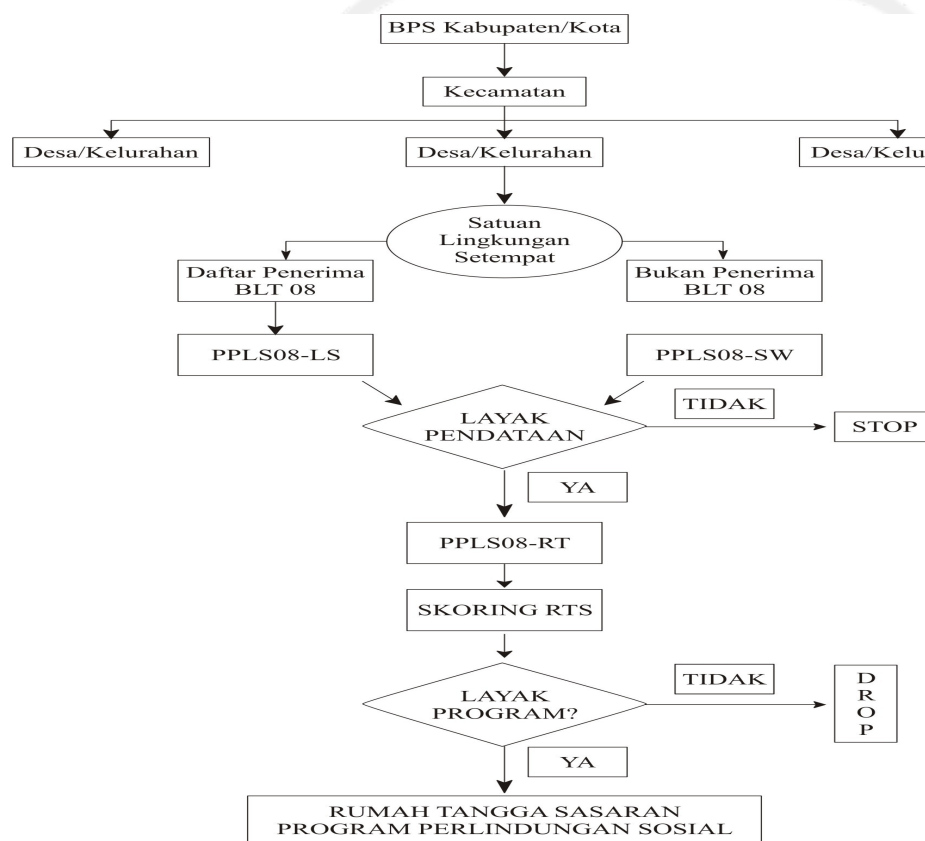 BPS Kabupaten/Kota
Kecamatan
Desa/Kelurahan
Desa/Kelurahan
Desa/Kelu
Satuan
Lingkungan
Setempat
Daftar Penerima
BLT 08
Bukan Penerima
BLT 08
PPLS08-LS
PPLS08-SW
LAYAK
PENDATAAN
TIDAK
STOP
YA
PPLS08-RT
SKORING RTS
LAYAK
PROGRAM?
TIDAK
D
R
O
P
YA
RUMAH TANGGA SASARAN
PROGRAM PERLINDUNGAN SOSIAL